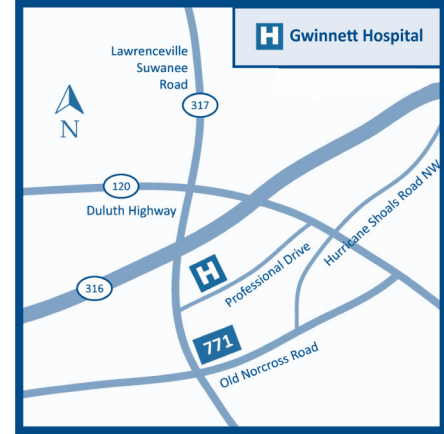 H Gwinnett Hospital
Lawrenceville
Suwanee
Road
317
N
120
Duluth Highway
Hurricane Shoals Road NW
H
Professional Drive
316
771
Old Norcross Road